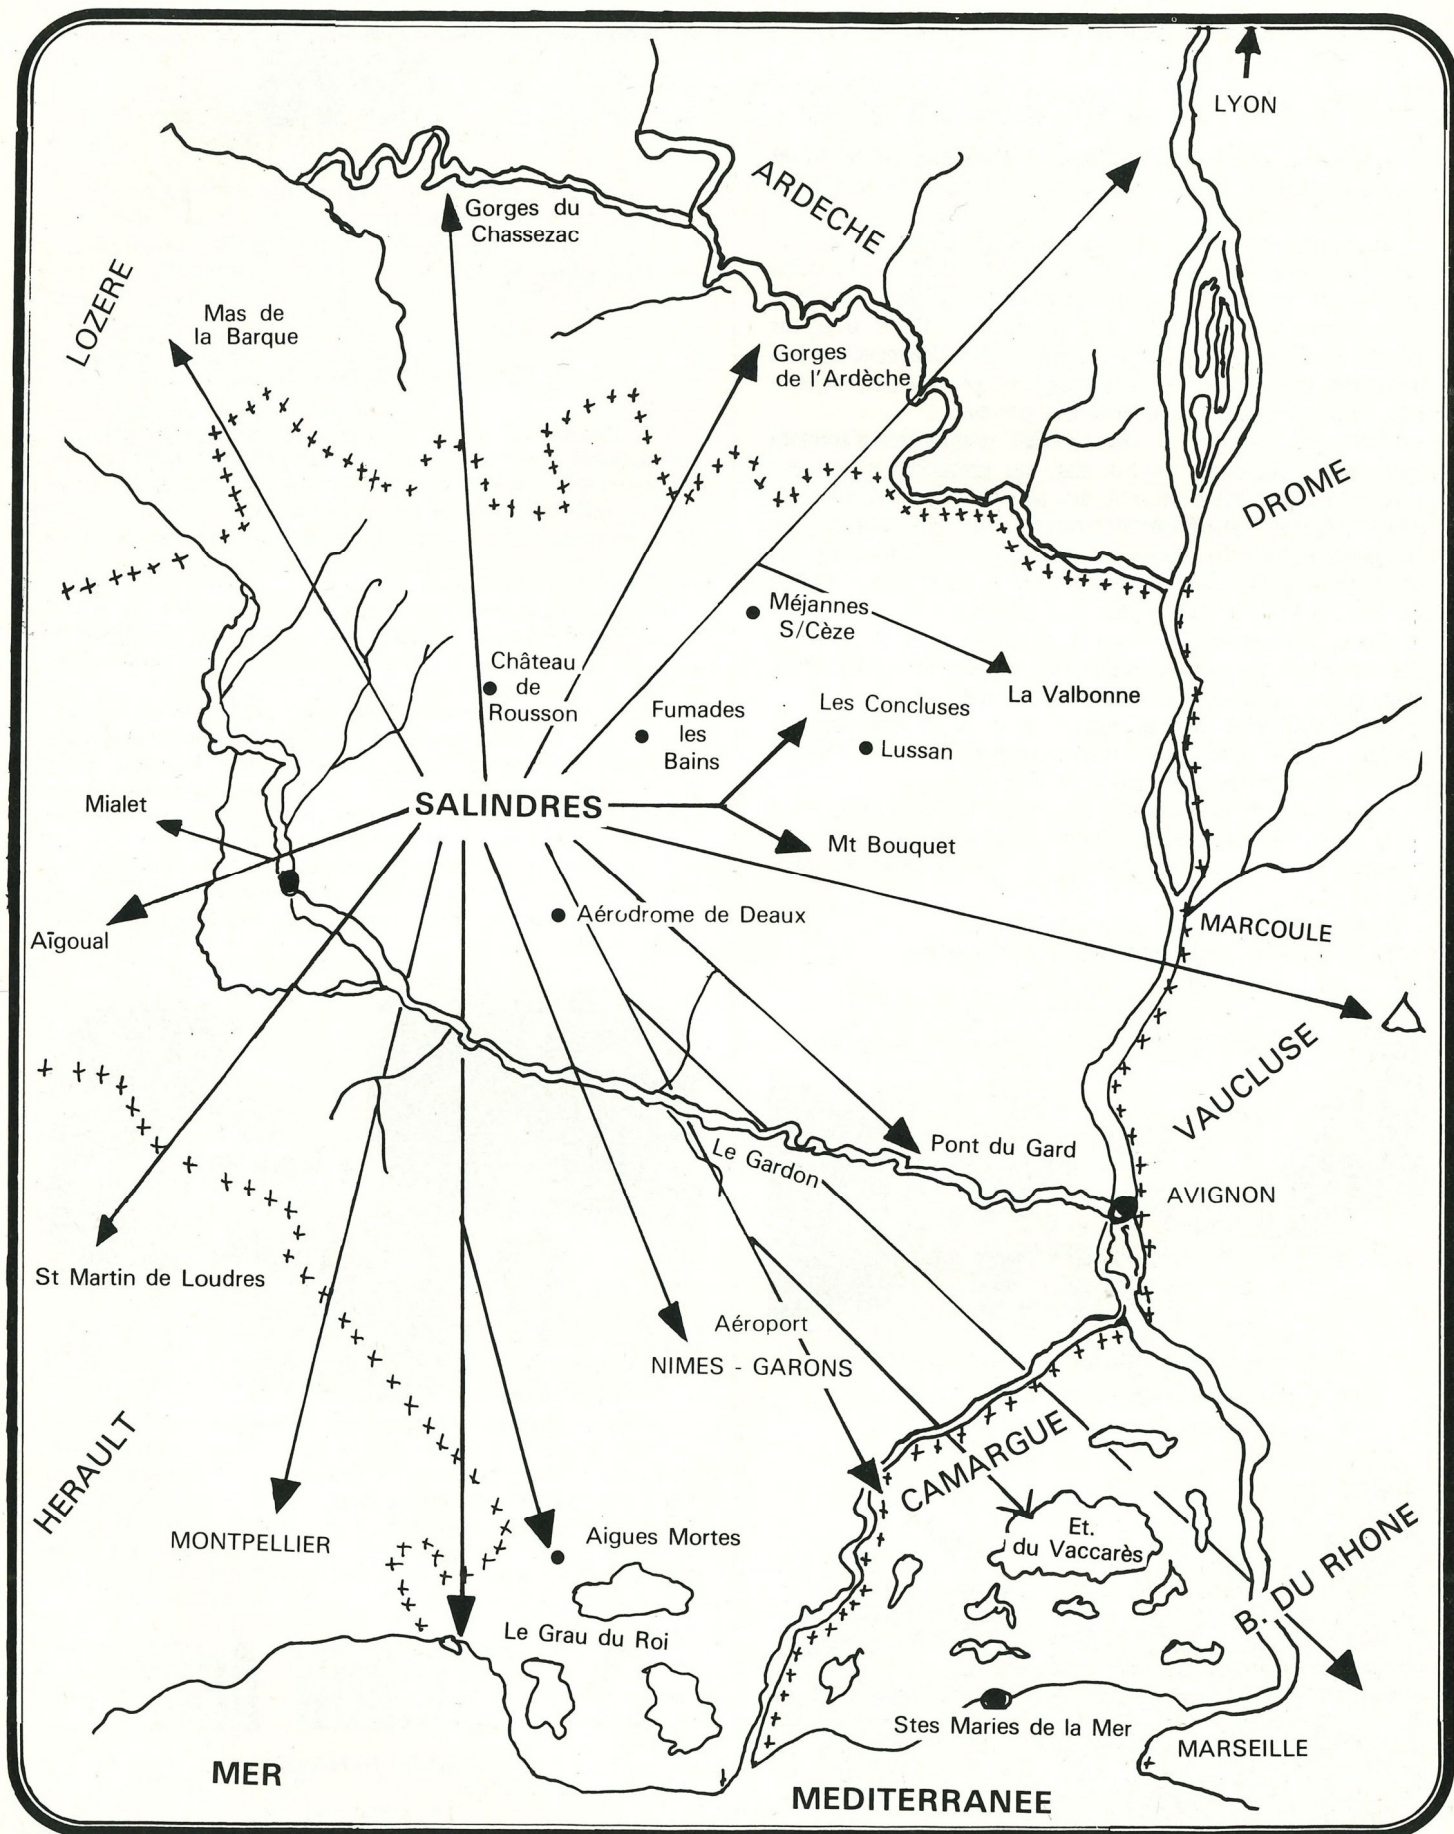 LYON
ARDECHE
Gorges du
Chassezac
LOZERE
Mas de
la Barque
Gorges
de l'Ardèche
DROME
Méjannes
S/Cèze
Château
de
Rousson
La Valbonne
Fumades
les
Bains
Les Concluses
Lussan
Mialet
SALINDRES
Mt Bouquet
Aérodrome de Deaux
MARCOULE
Aïgoual
VAUCLUSE
Pont du Gard
Le Gardon
AVIGNON
St Martin de Loudres
Aéroport
NIMES - GARONS
HERAULT
CAMARGUE
MONTPELLIER
Aigues Mortes
Et.
du Vaccarès
B. DU RHONE
Le Grau du Roi
Stes Maries de la Mer
MARSEILLE
MER
MEDITERRANEE